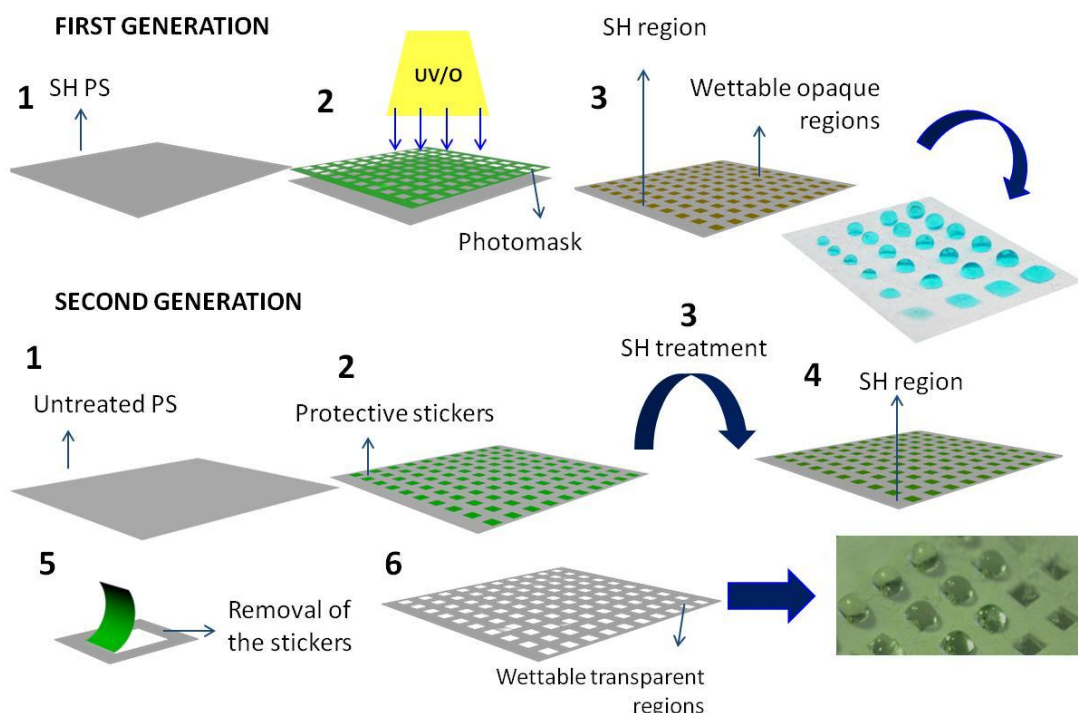 FIRST GENERATION
1
SH PS
2
UV/O
Photomask
3
SH region
Wettable opaque
regions
SECOND GENERATION
1
Untreated PS
2
Protective stickers
3
SH treatment
4
SH region
5
Removal of
the stickers
6
Wettable transparent
regions